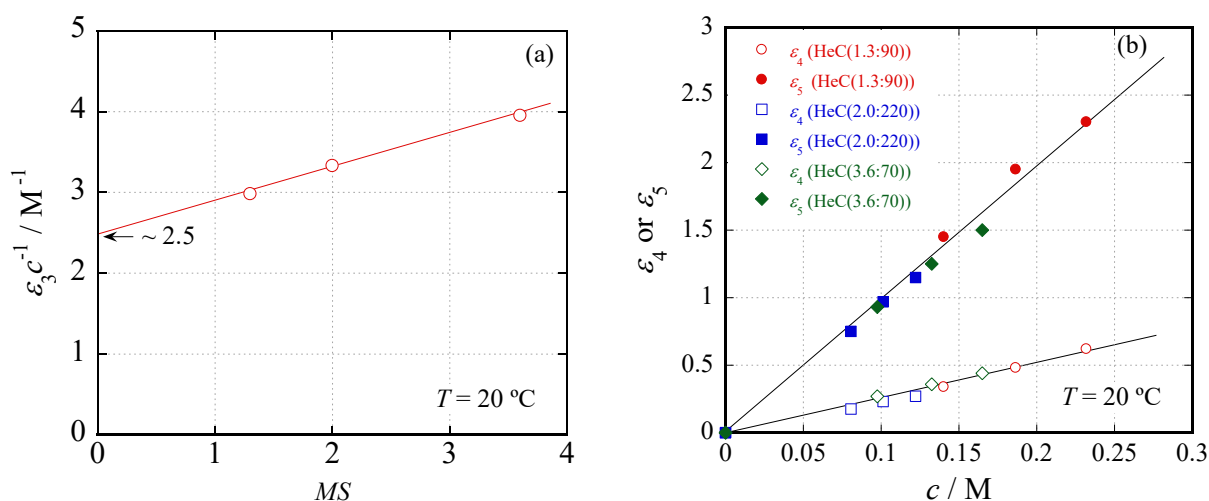 (a)
5
4
3
2
1
0
ε₃c⁻¹ / M⁻¹
← ~ 2.5
T = 20 ºC
0 1 2 3 4
MS
(b)
3
2.5
2
1.5
1
0.5
0
ε₄ or ε₅
ε₄ (HeC(1.3:90))
ε₅ (HeC(1.3:90))
ε₄ (HeC(2.0:220))
ε₅ (HeC(2.0:220))
ε₄ (HeC(3.6:70))
ε₅ (HeC(3.6:70))
T = 20 ºC
0 0.05 0.1 0.15 0.2 0.25 0.3
c / M